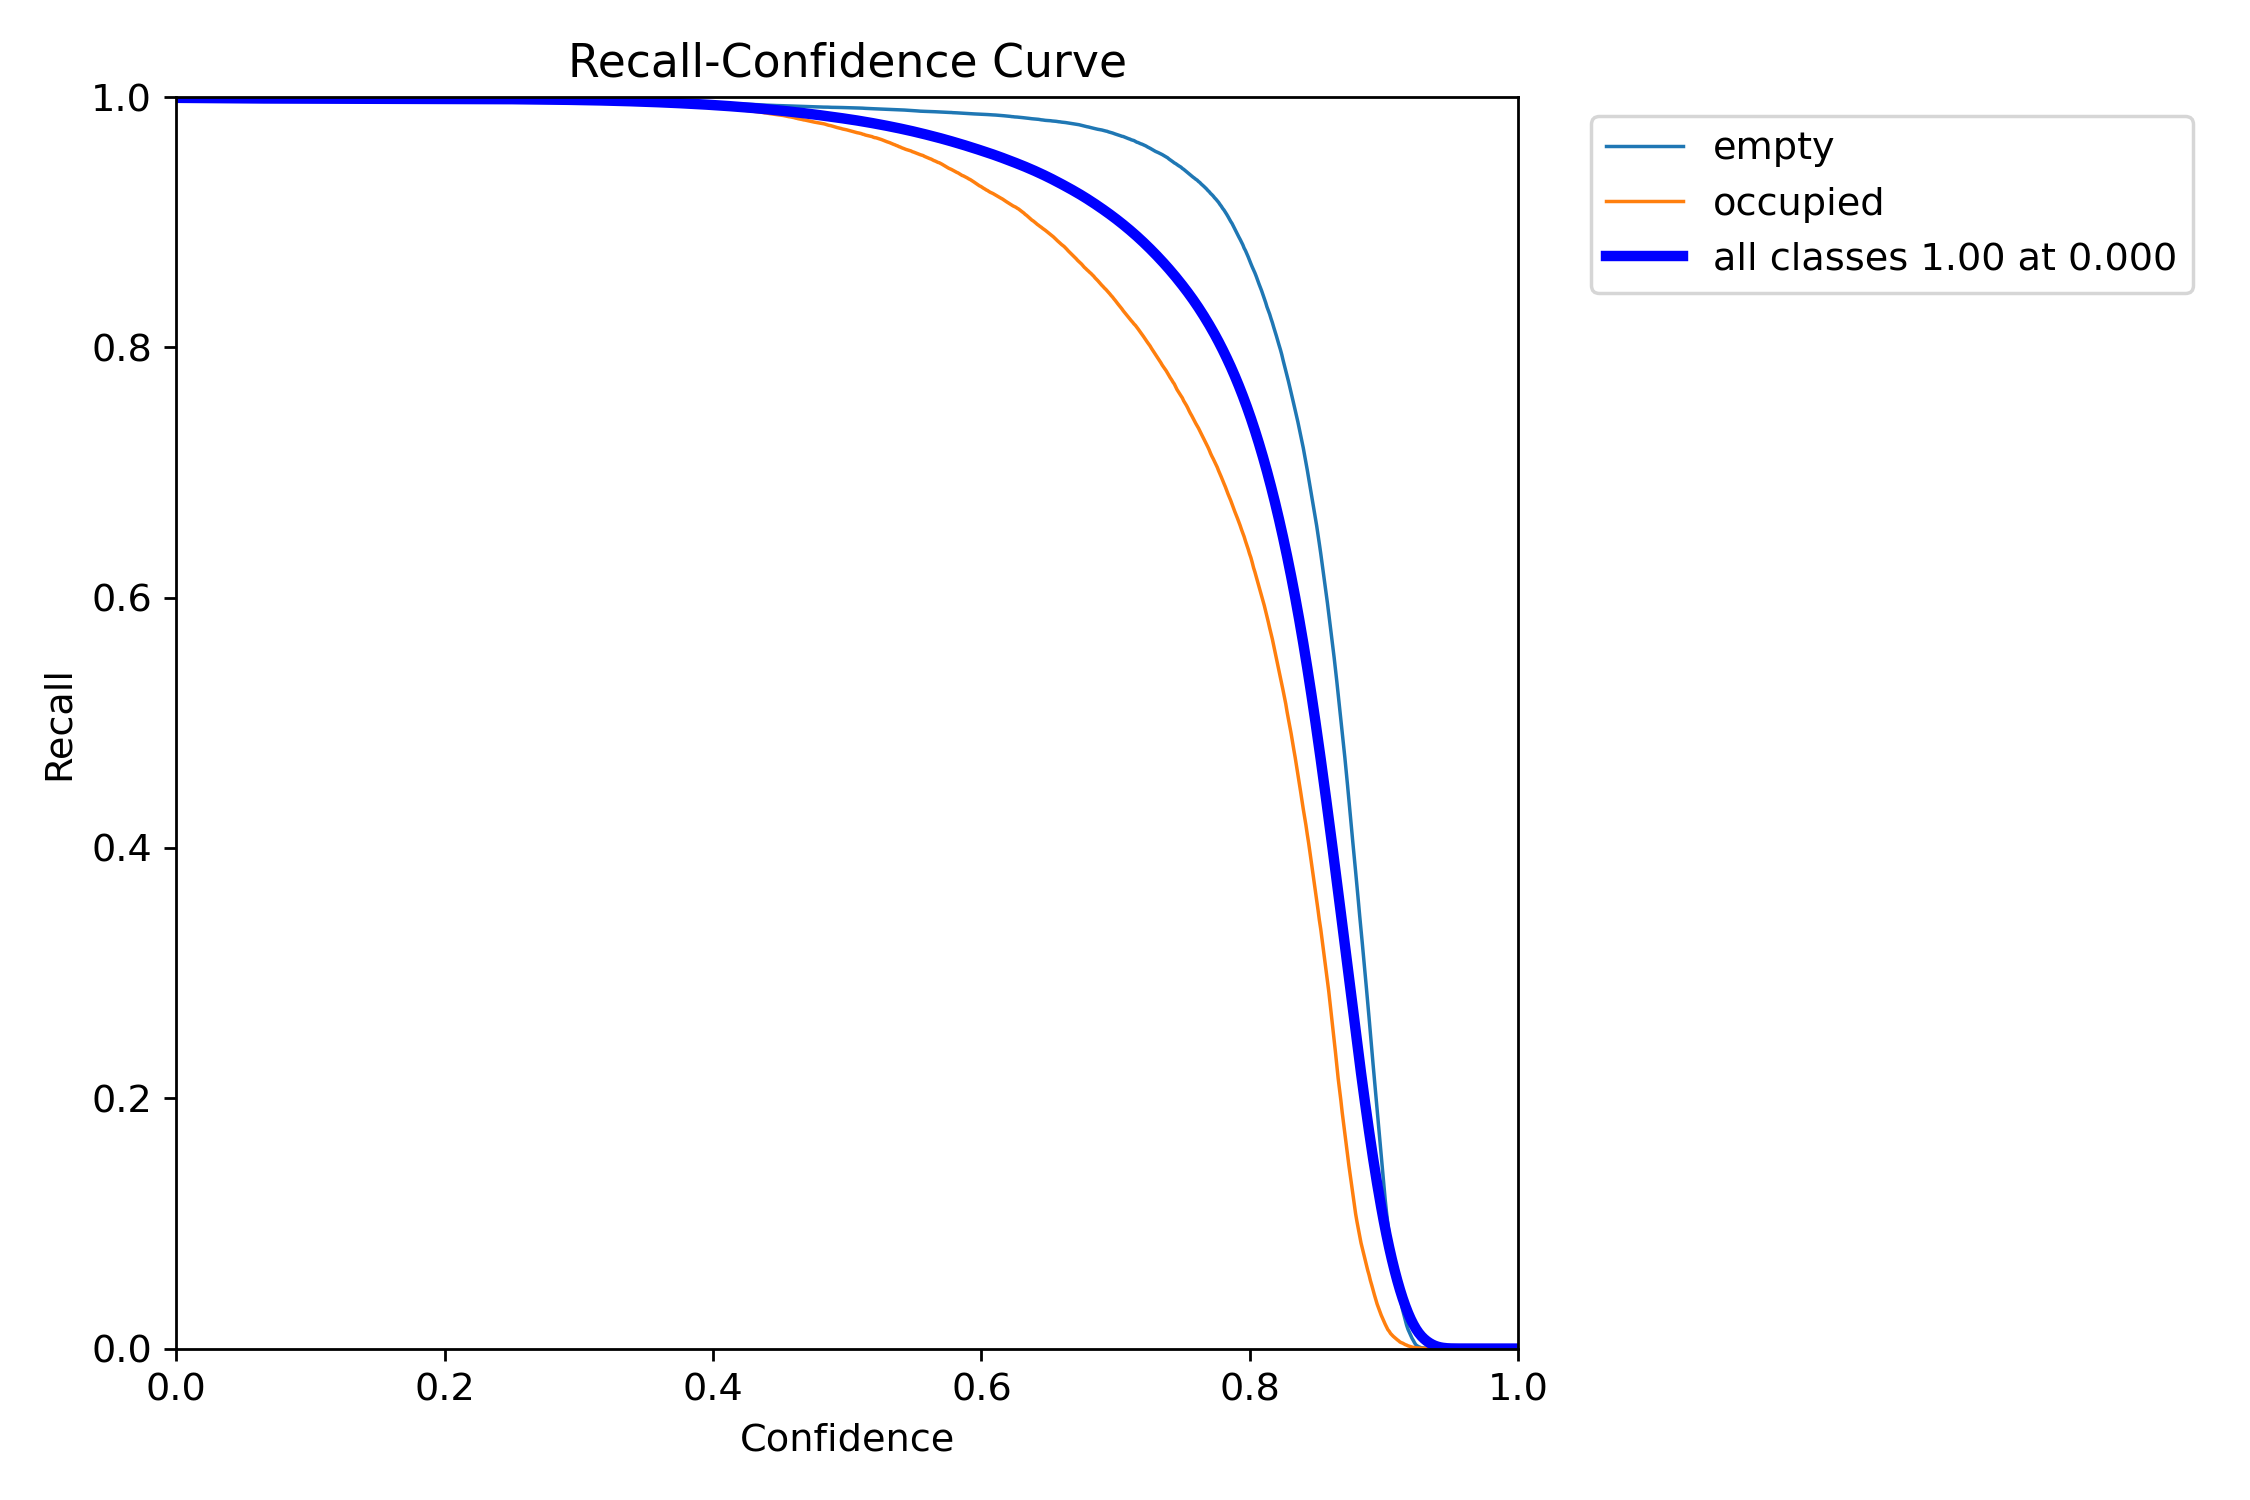 Recall-Confidence Curve
1.0
0.8
0.6
0.4
0.2
0.0
Recall
0.0 0.2 0.4 0.6 0.8 1.0
Confidence
empty
occupied
all classes 1.00 at 0.000